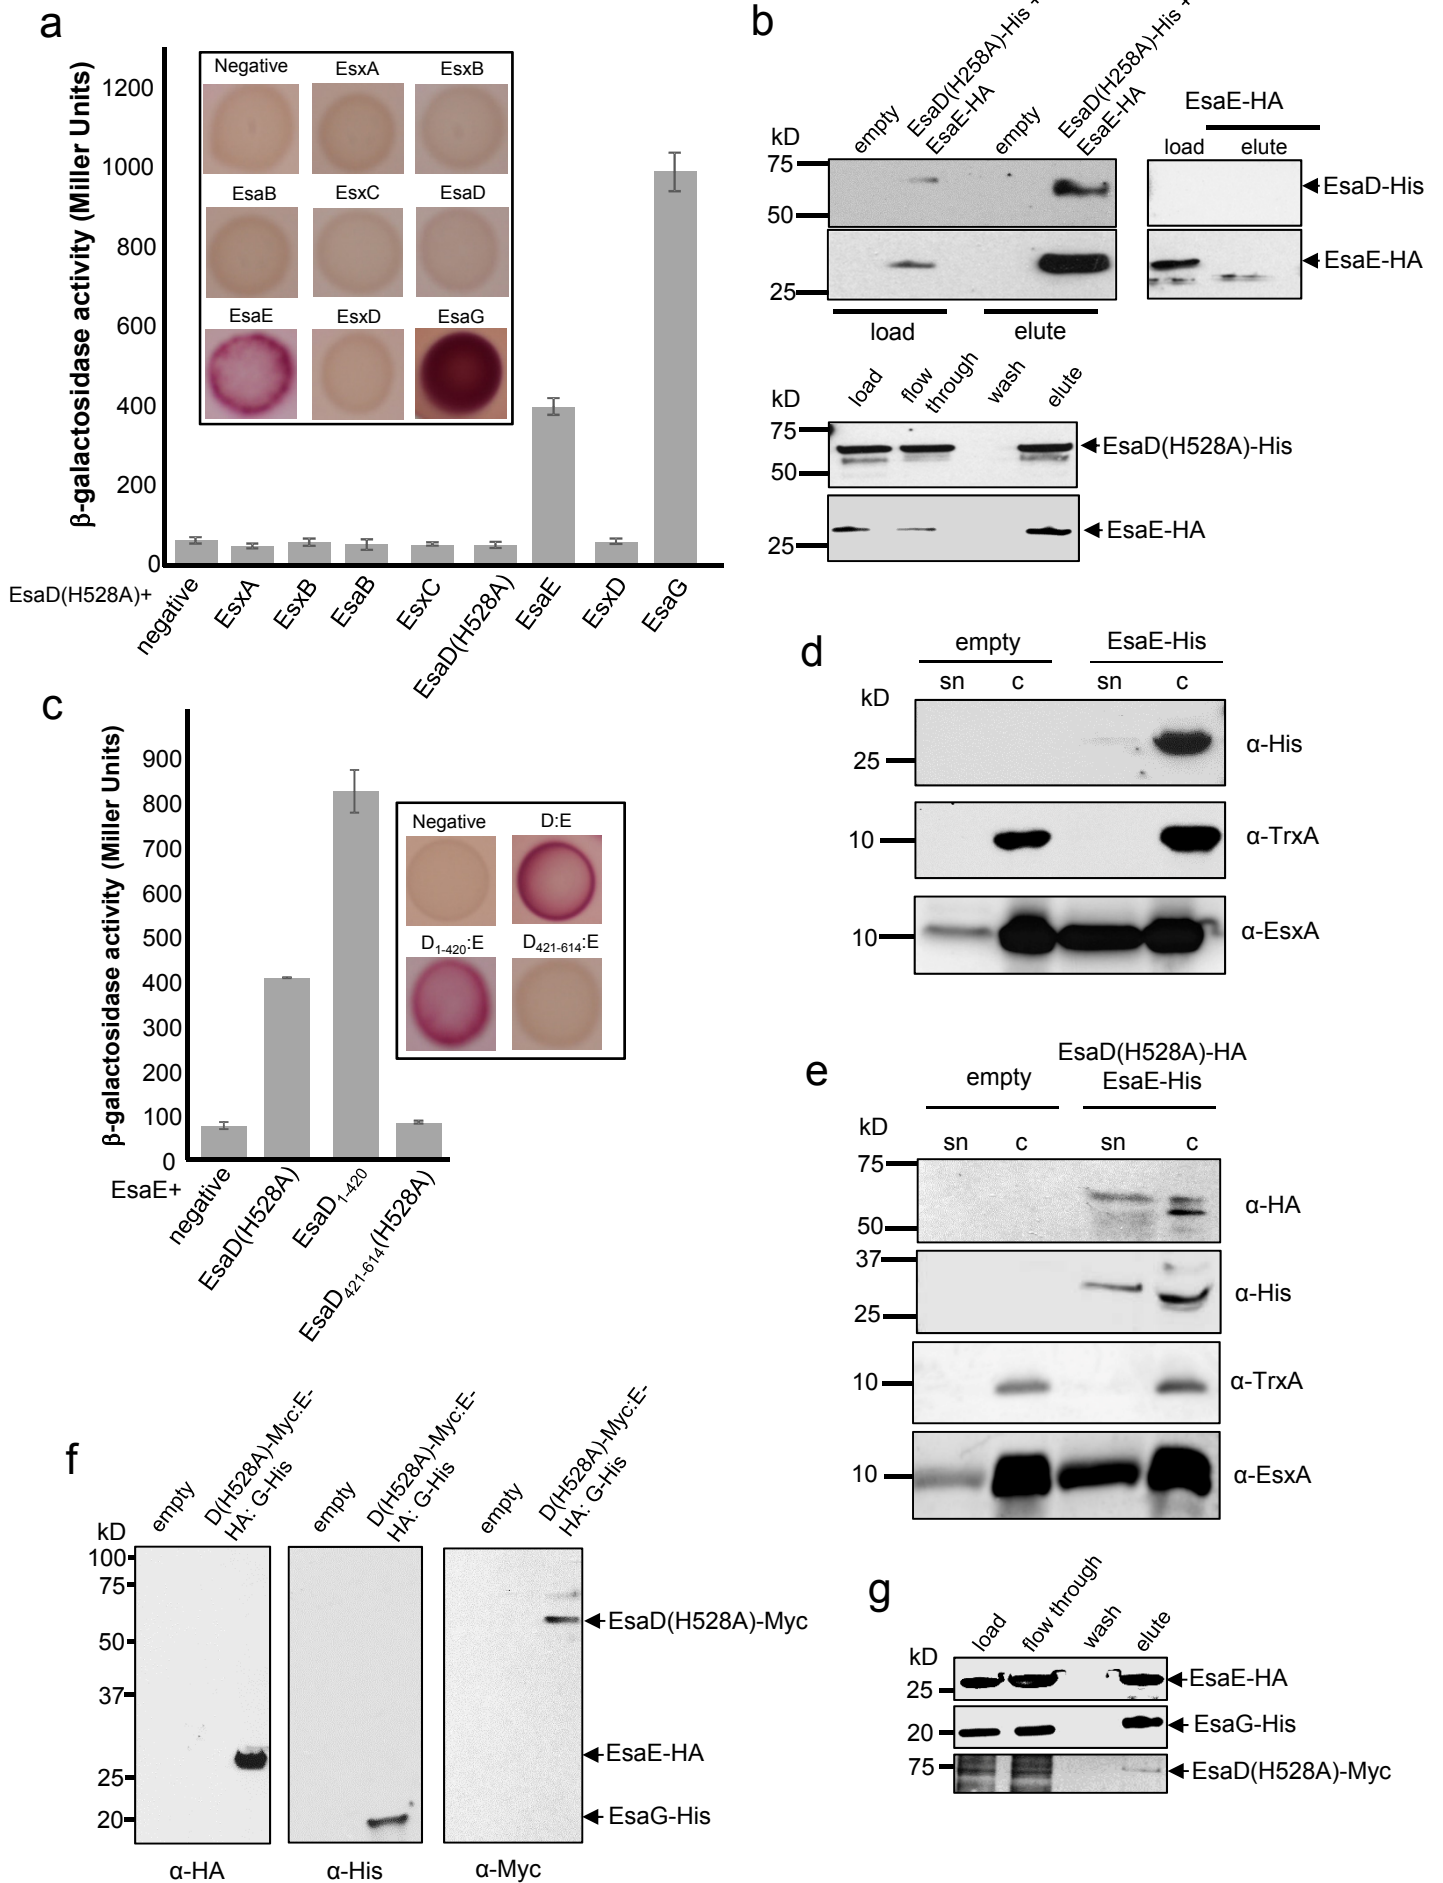 a
β-galactosidase activity (Miller Units)
1200
1000
800
600
400
200
0
Negative EsxA EsxB
EsaB EsxC EsaD
EsaE EsxD EsaG
EsaD(H528A)+
negative
EsxA
EsxB
EsaB
EsxC
EsaD(H528A)
EsaE
EsxD
EsaG
b
kD
empty
EsaD(H258A)-His +
EsaE-HA
empty
EsaD(H258A)-His +
EsaE-HA
EsaE-HA
load elute
75
50
25
EsaD-His
EsaE-HA
load elute
kD
load
flow
through
wash
elute
75
50
25
EsaD(H528A)-His
EsaE-HA
c
β-galactosidase activity (Miller Units)
900
800
700
600
500
400
300
200
100
0
Negative D:E
D1-420:E D421-614:E
EsaE+
negative
EsaD(H528A)
EsaD1-420
EsaD421-614(H528A)
d
empty EsaE-His
kD sn c sn c
25 α-His
10 α-TrxA
10 α-EsxA
e
empty
EsaD(H528A)-HA
EsaE-His
kD sn c sn c
75
50
α-HA
37
25
α-His
10 α-TrxA
10 α-EsxA
f
kD
empty
D(H528A)-Myc:E-
HA: G-His
empty
D(H528A)-Myc:E-
HA: G-His
empty
D(H528A)-Myc:E-
HA: G-His
100
75
50
37
25
20
EsaD(H528A)-Myc
EsaE-HA
EsaG-His
α-HA α-His α-Myc
g
kD
load
flow through
wash
elute
25 EsaE-HA
20 EsaG-His
75 EsaD(H528A)-Myc